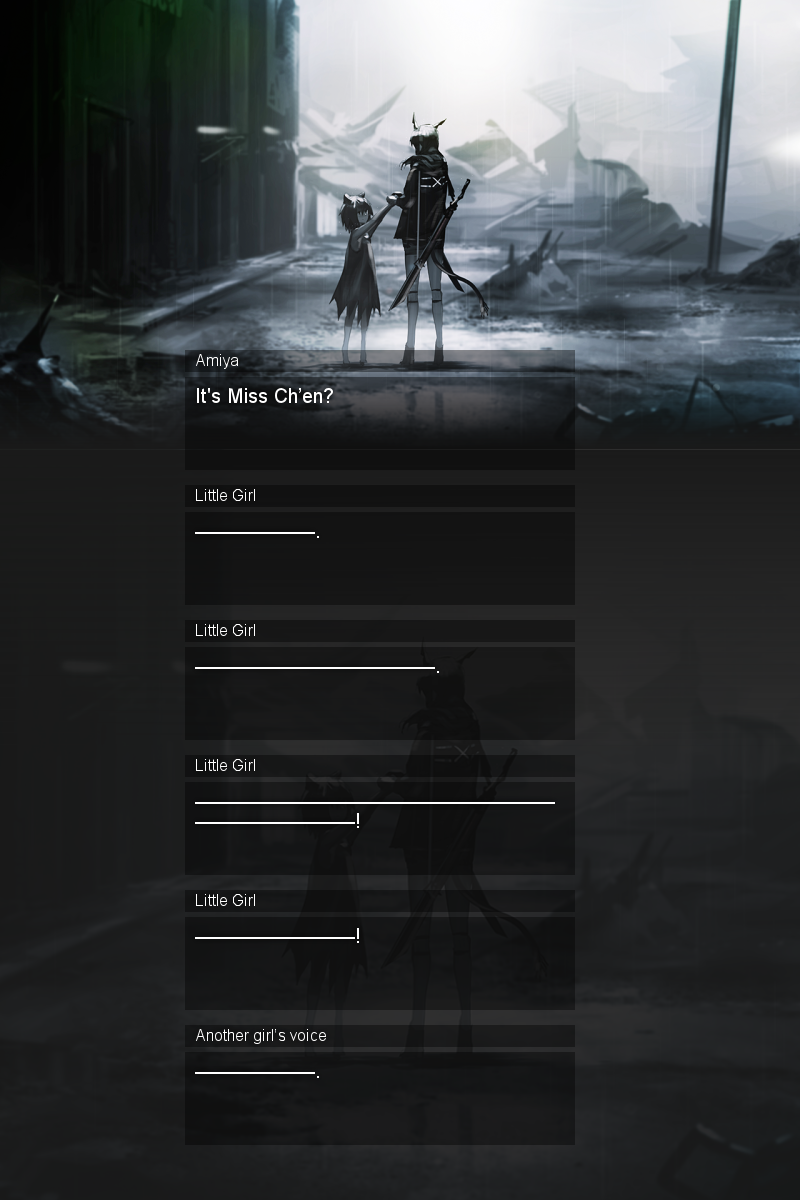 Amiya
It's Miss Ch'en?
Little Girl
——————.
Little Girl
————————————.
Little Girl
——————————————————
————————!
Little Girl
————————!
Another girl's voice
——————.